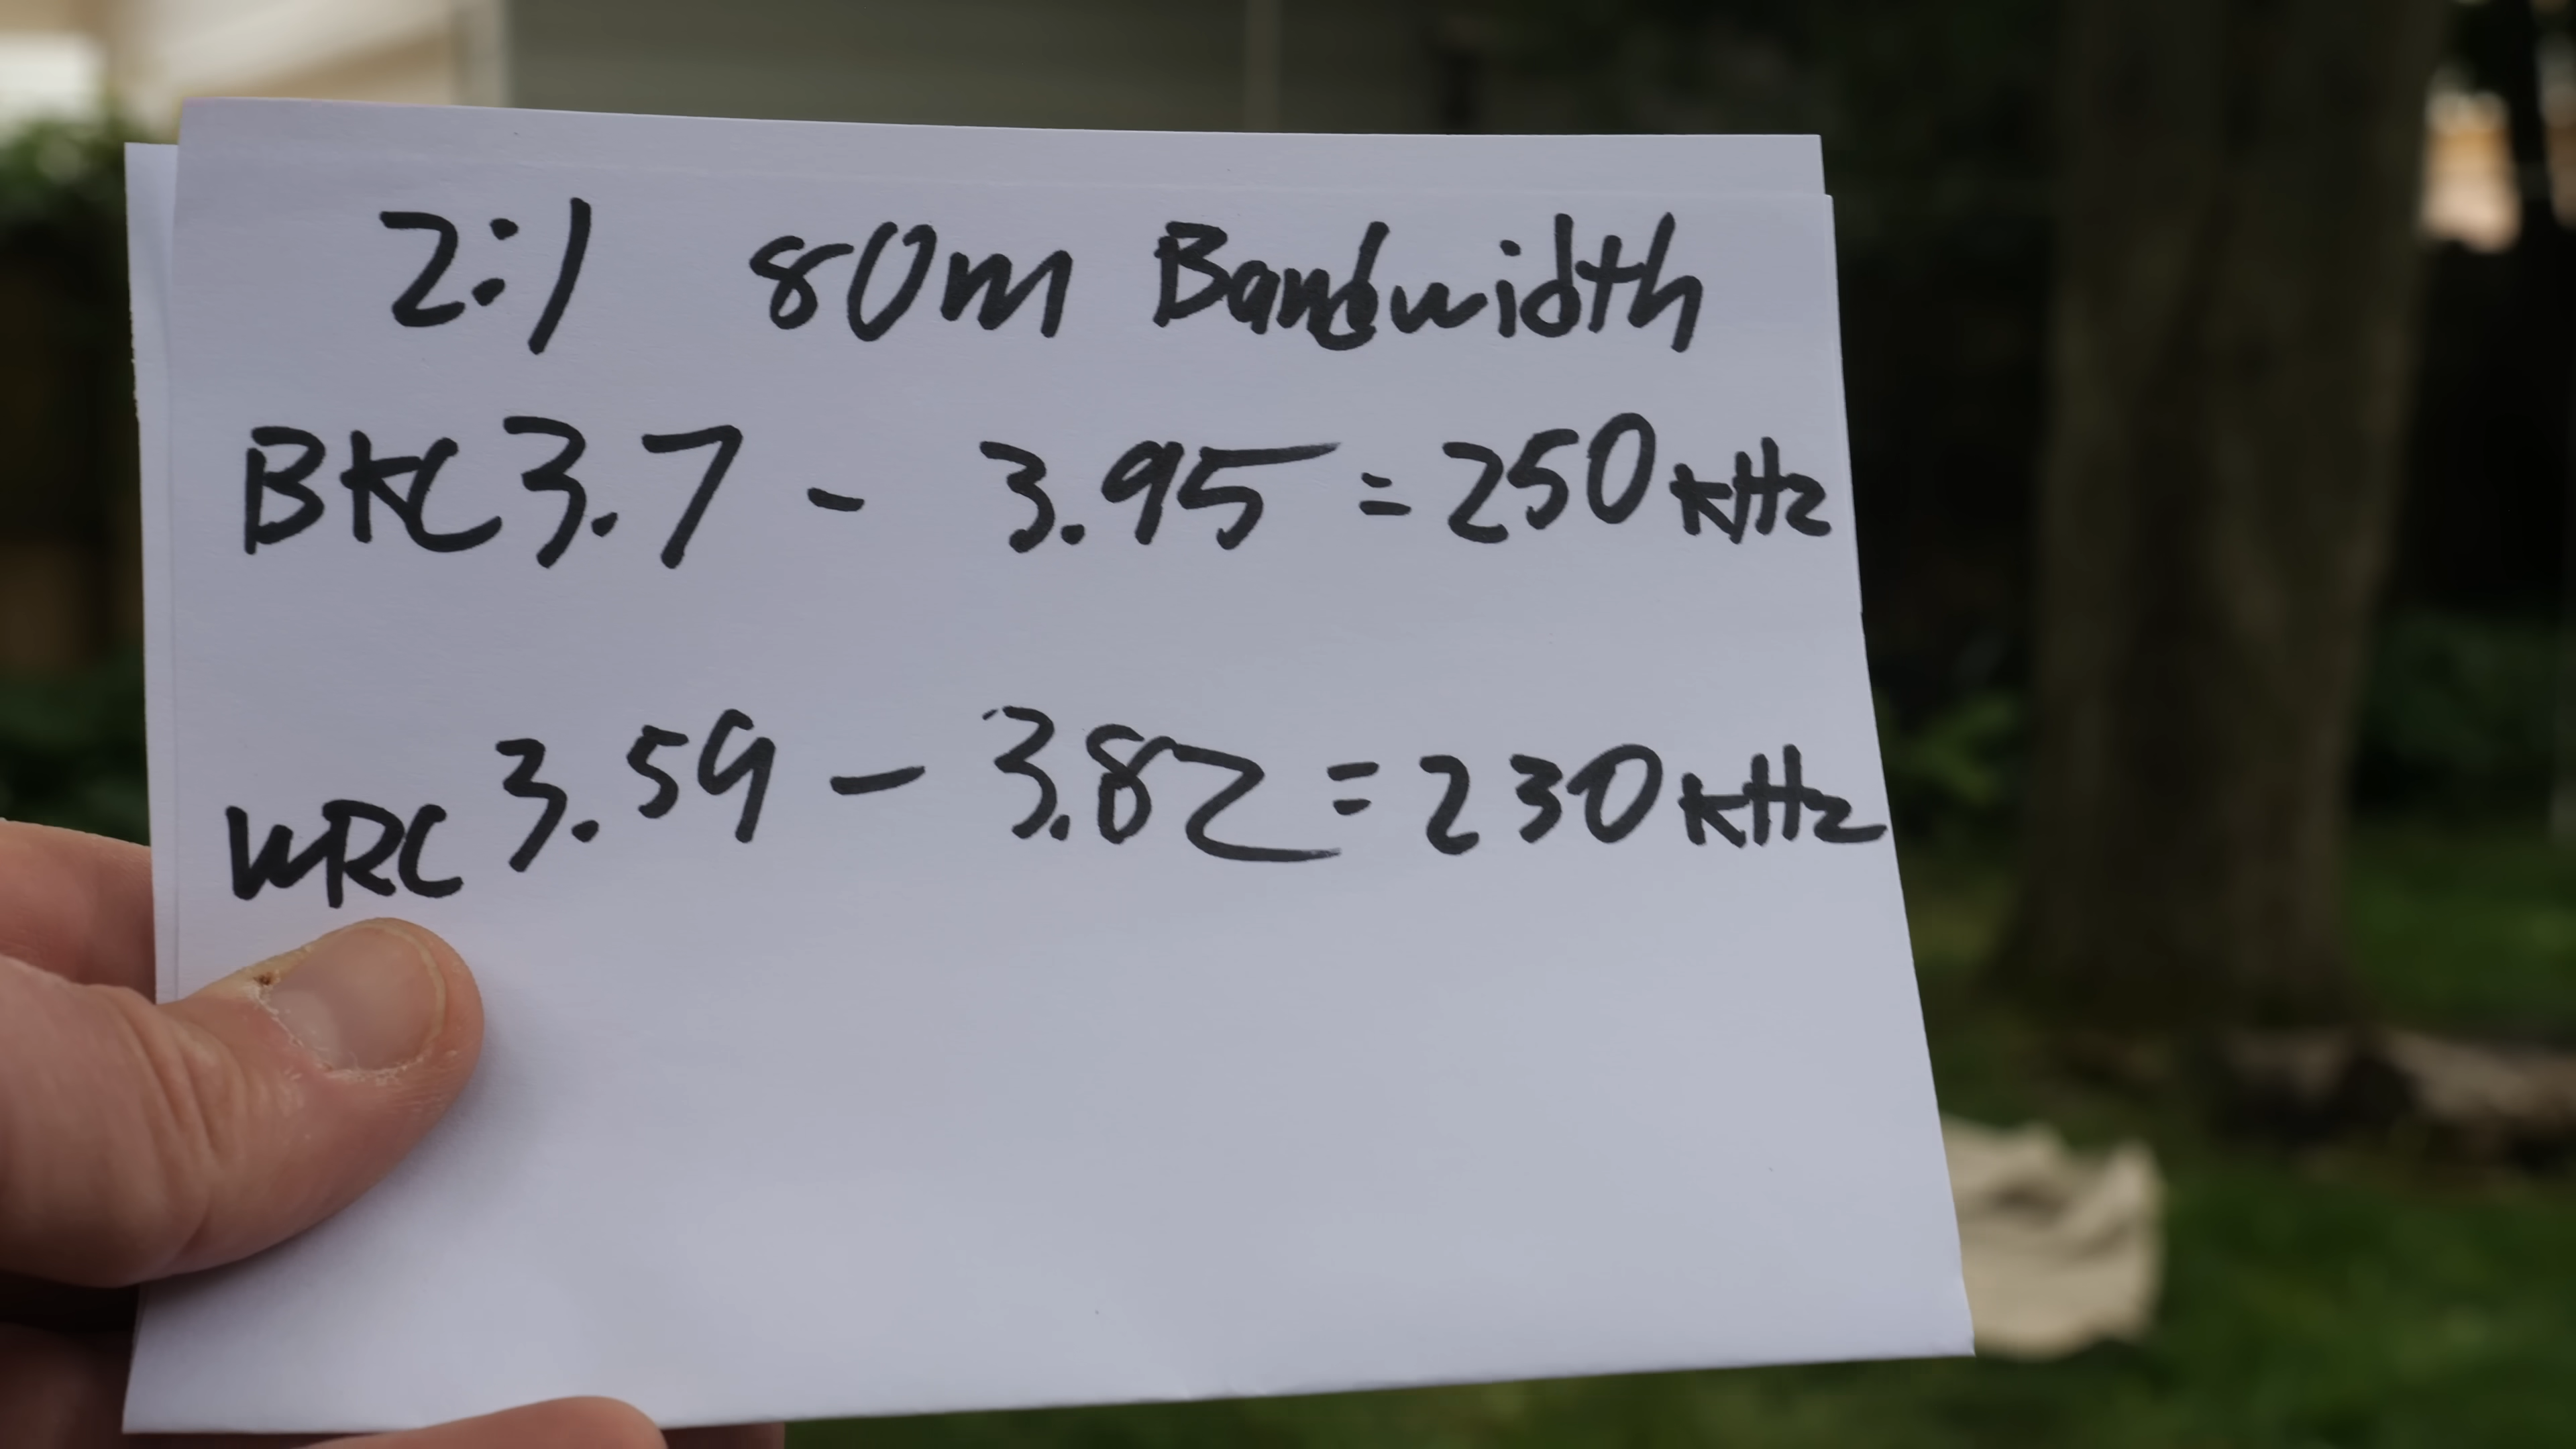 2:1 80m Bandwidth
BKC 3.7 - 3.95 = 250 kHz
WRC 3.59 - 3.82 = 230 kHz